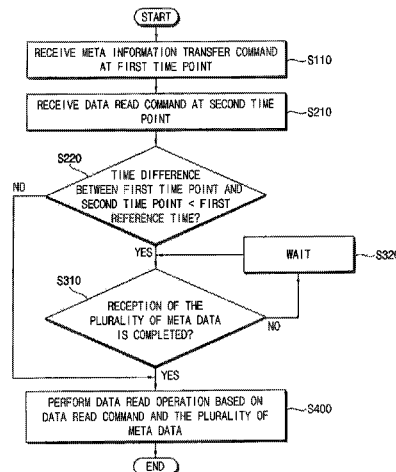 START
RECEIVE META INFORMATION TRANSFER COMMAND
AT FIRST TIME POINT
S110
RECEIVE DATA READ COMMAND AT SECOND TIME
POINT
S210
S220
TIME DIFFERENCE
BETWEEN FIRST TIME POINT AND
SECOND TIME POINT < FIRST
REFERENCE TIME?
NO
YES
WAIT
S320
S310
RECEPTION OF THE
PLURALITY OF META DATA
IS COMPLETED?
NO
YES
PERFORM DATA READ OPERATION BASED ON
DATA READ COMMAND AND THE PLURALITY OF
META DATA
S400
END